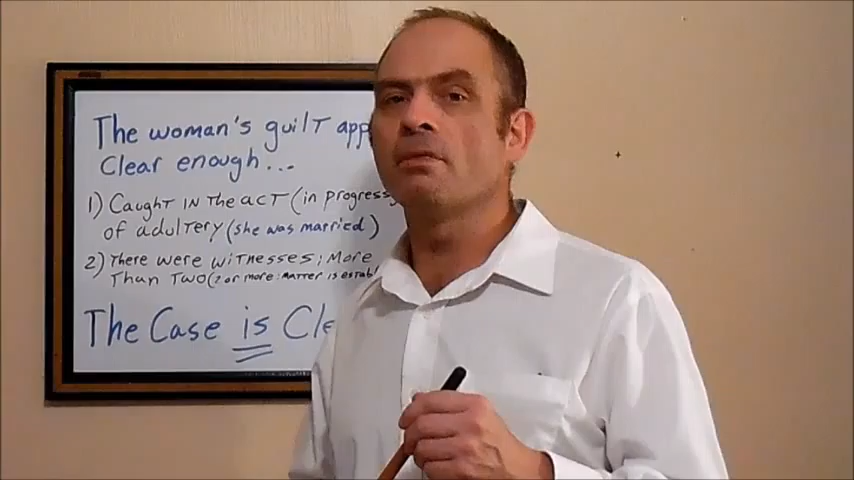 The woman's guilt app
Clear enough...
1) Caught in the act (in progress)
of adultery (she was married)
2) There were witnesses; More
Than Two (2 or more: matter is estab
The Case is Cle